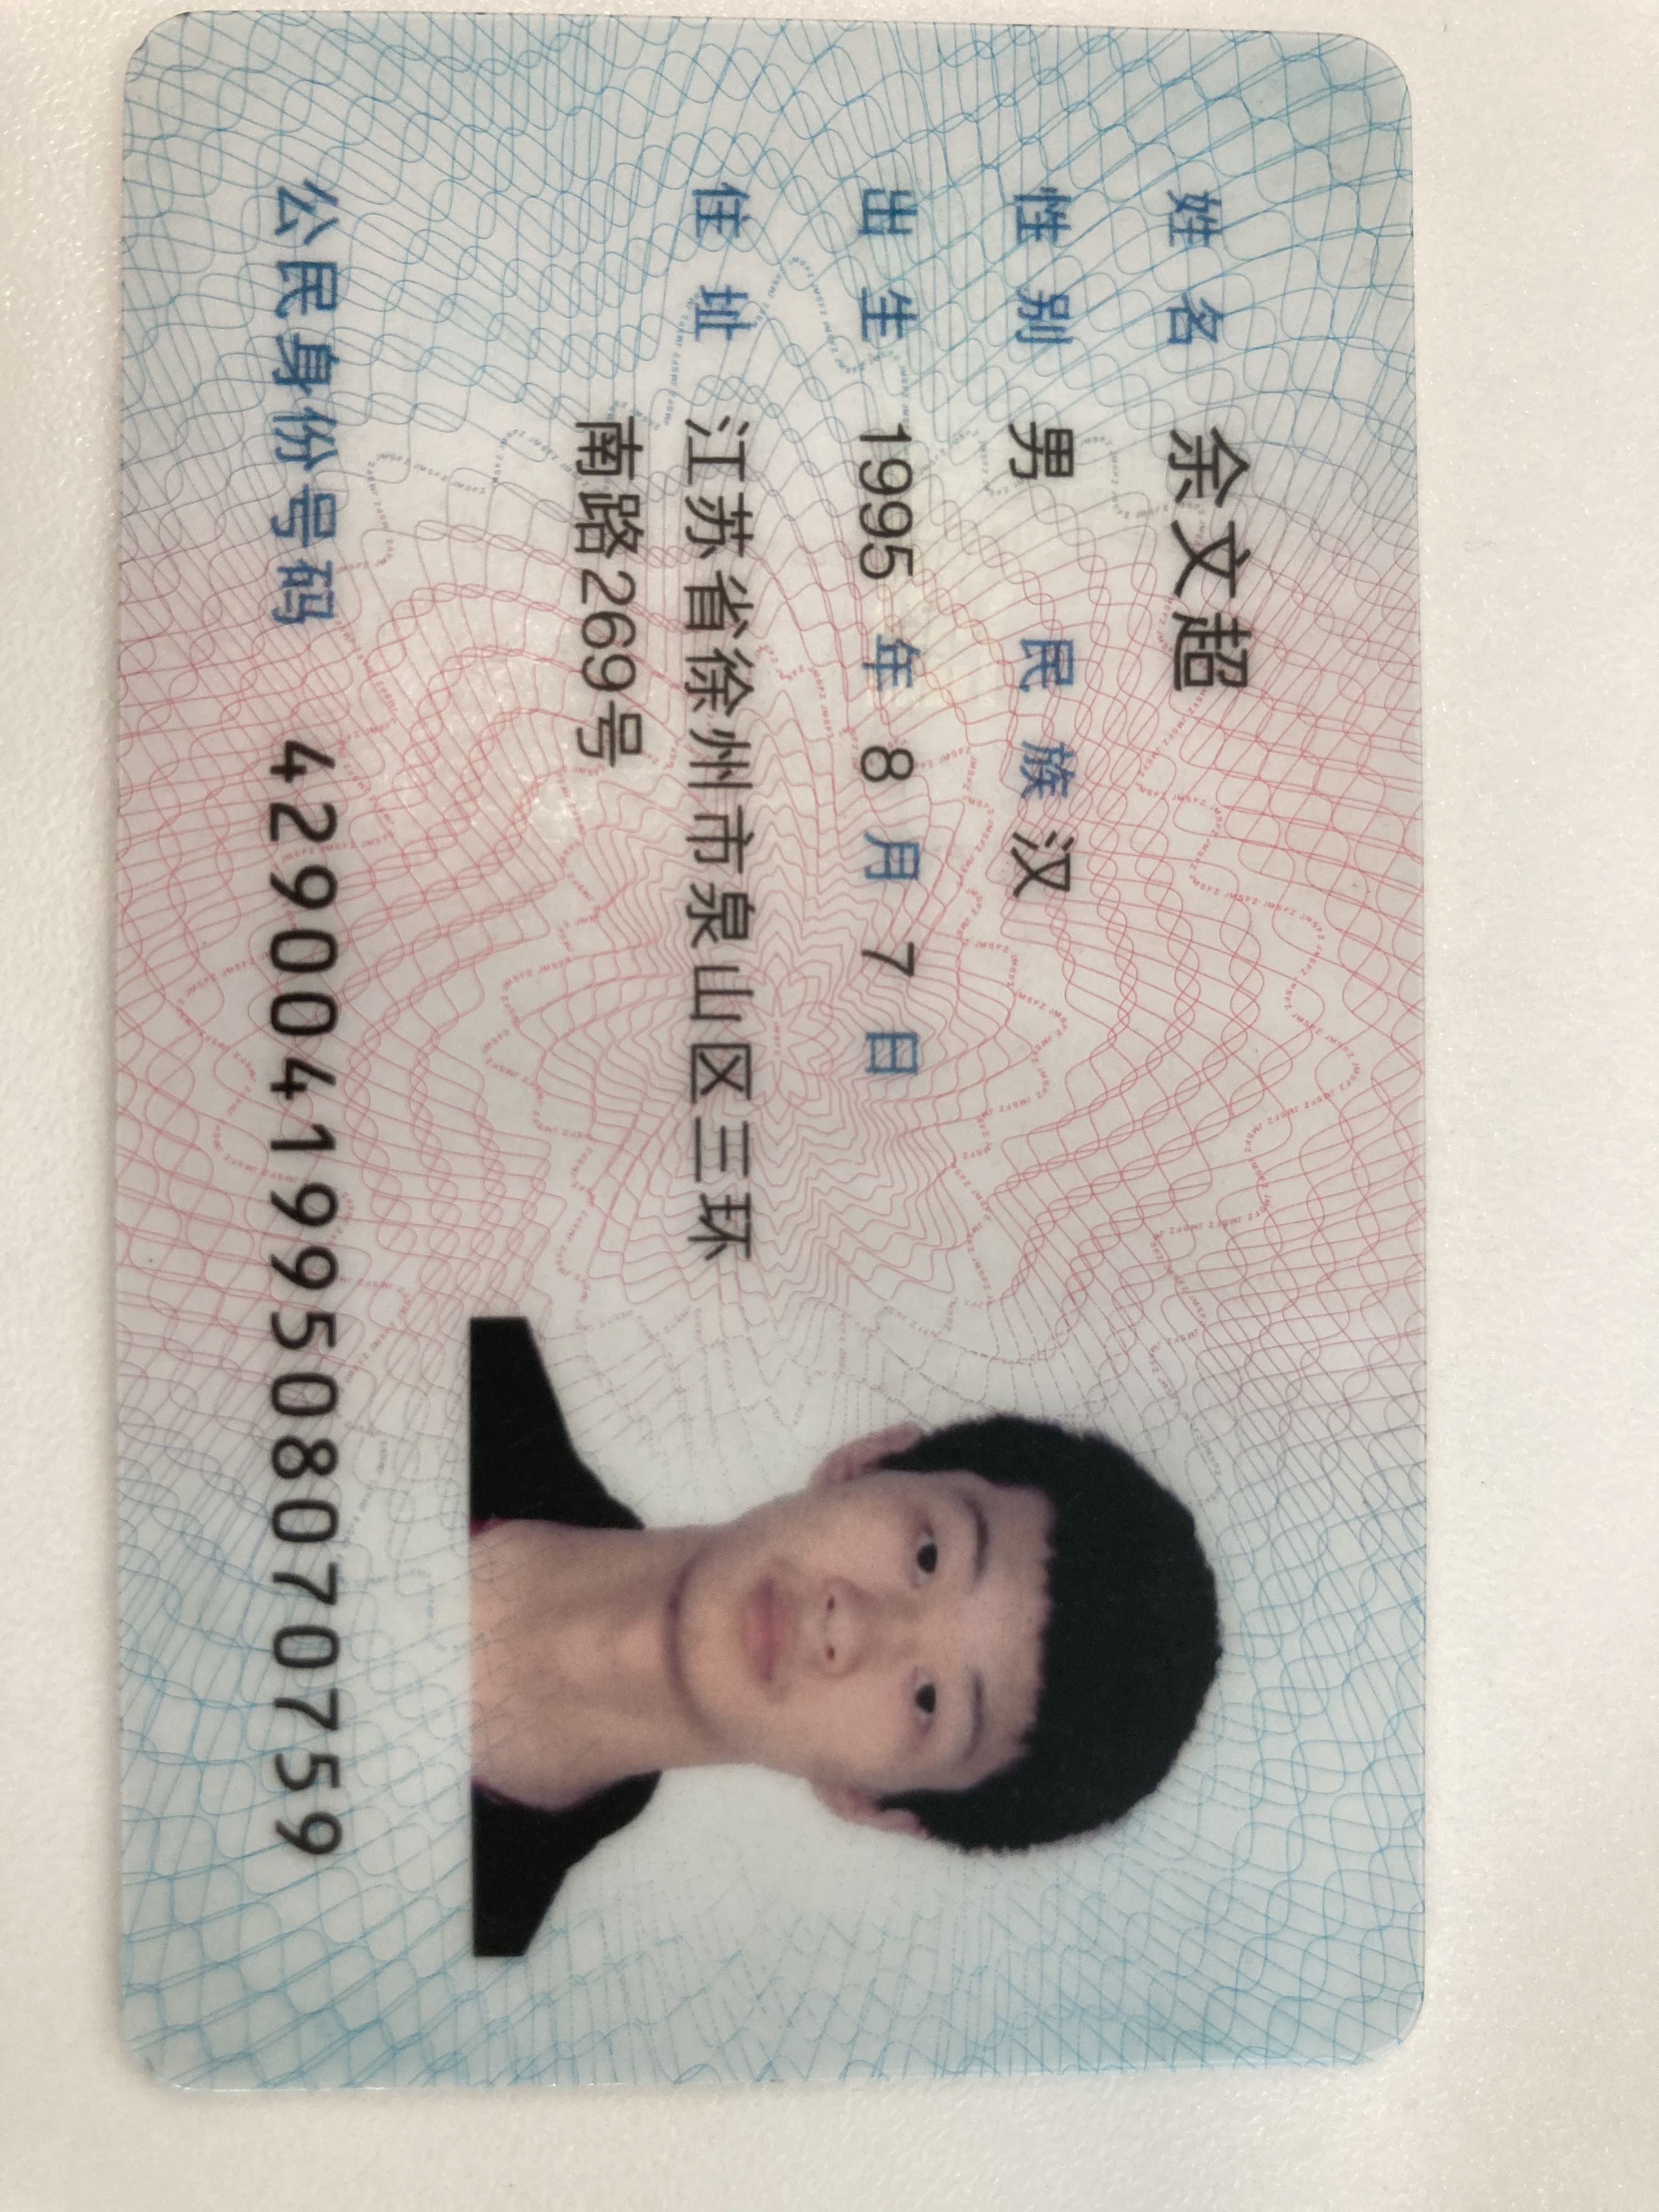 姓名 余文超
性别 男 民族 汉
出生 1995 年 8 月 7 日
住址 江苏省徐州市泉山区三环
南路269号
公民身份号码 429004199508070759